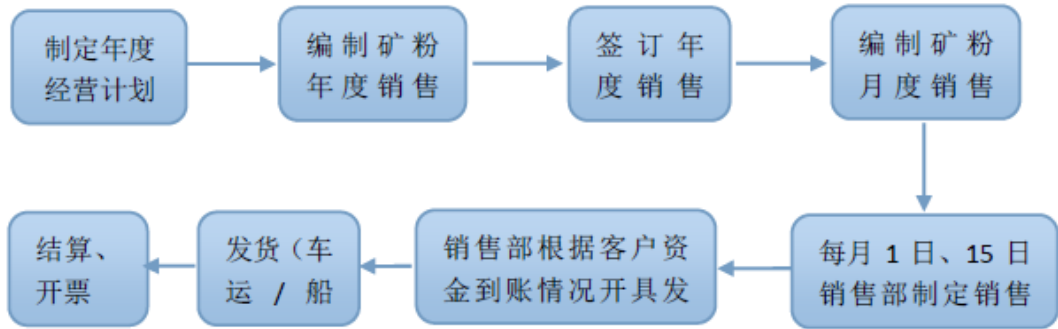 制定年度
经营计划
编制矿粉
年度销售
签订年
度销售
编制矿粉
月度销售
每月 1 日、15 日
销售部制定销售
销售部根据客户资
金到账情况开具发
发货（车
运 / 船
结算、
开票